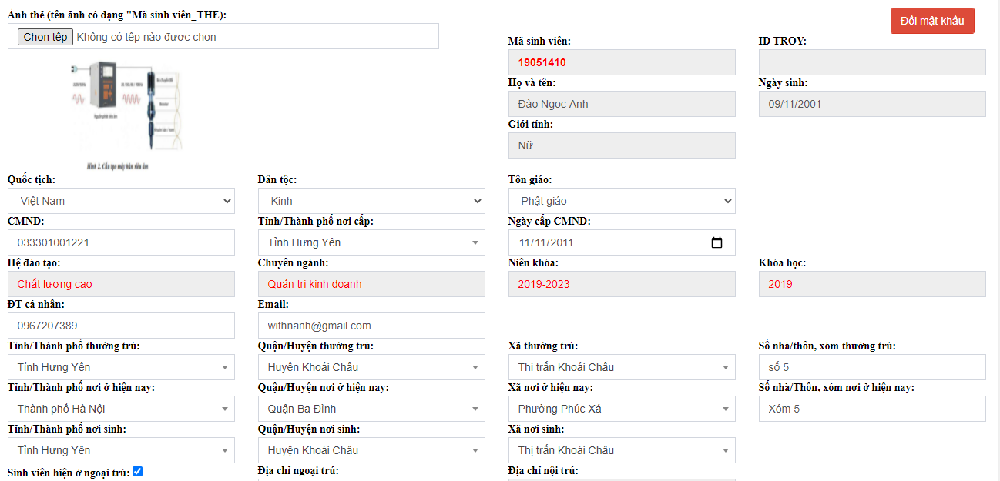 Ảnh thẻ (tên ảnh có dạng "Mã sinh viên_THE):
Đổi mật khẩu
Chọn tệp Không có tệp nào được chọn
Mã sinh viên: ID TROY:
19051410
Họ và tên: Ngày sinh:
Đào Ngọc Anh 09/11/2001
Giới tính:
Nữ
Hình 2. Cấu tạo máy hàn siêu âm
Quốc tịch: Dân tộc: Tôn giáo:
Việt Nam Kinh Phật giáo
CMND: Tỉnh/Thành phố nơi cấp: Ngày cấp CMND:
033301001221 Tỉnh Hưng Yên 11/11/2011
Hệ đào tạo: Chuyên ngành: Niên khóa: Khóa học:
Chất lượng cao Quản trị kinh doanh 2019-2023 2019
ĐT cá nhân: Email:
0967207389 withnanh@gmail.com
Tỉnh/Thành phố thường trú: Quận/Huyện thường trú: Xã thường trú: Số nhà/thôn, xóm thường trú:
Tỉnh Hưng Yên Huyện Khoái Châu Thị trấn Khoái Châu số 5
Tỉnh/Thành phố nơi ở hiện nay: Quận/Huyện nơi ở hiện nay: Xã nơi ở hiện nay: Số nhà/Thôn, xóm nơi ở hiện nay:
Thành phố Hà Nội Quận Ba Đình Phường Phúc Xá Xóm 5
Tỉnh/Thành phố nơi sinh: Quận/Huyện nơi sinh: Xã nơi sinh:
Tỉnh Hưng Yên Huyện Khoái Châu Thị trấn Khoái Châu
Sinh viên hiện ở ngoại trú: Địa chỉ ngoại trú: Địa chỉ nội trú: